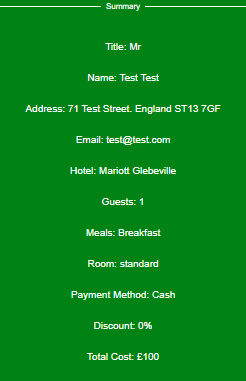 Summary
Title: Mr
Name: Test Test
Address: 71 Test Street. England ST13 7GF
Email: test@test.com
Hotel: Mariott Glebeville
Guests: 1
Meals: Breakfast
Room: standard
Payment Method: Cash
Discount: 0%
Total Cost: £100